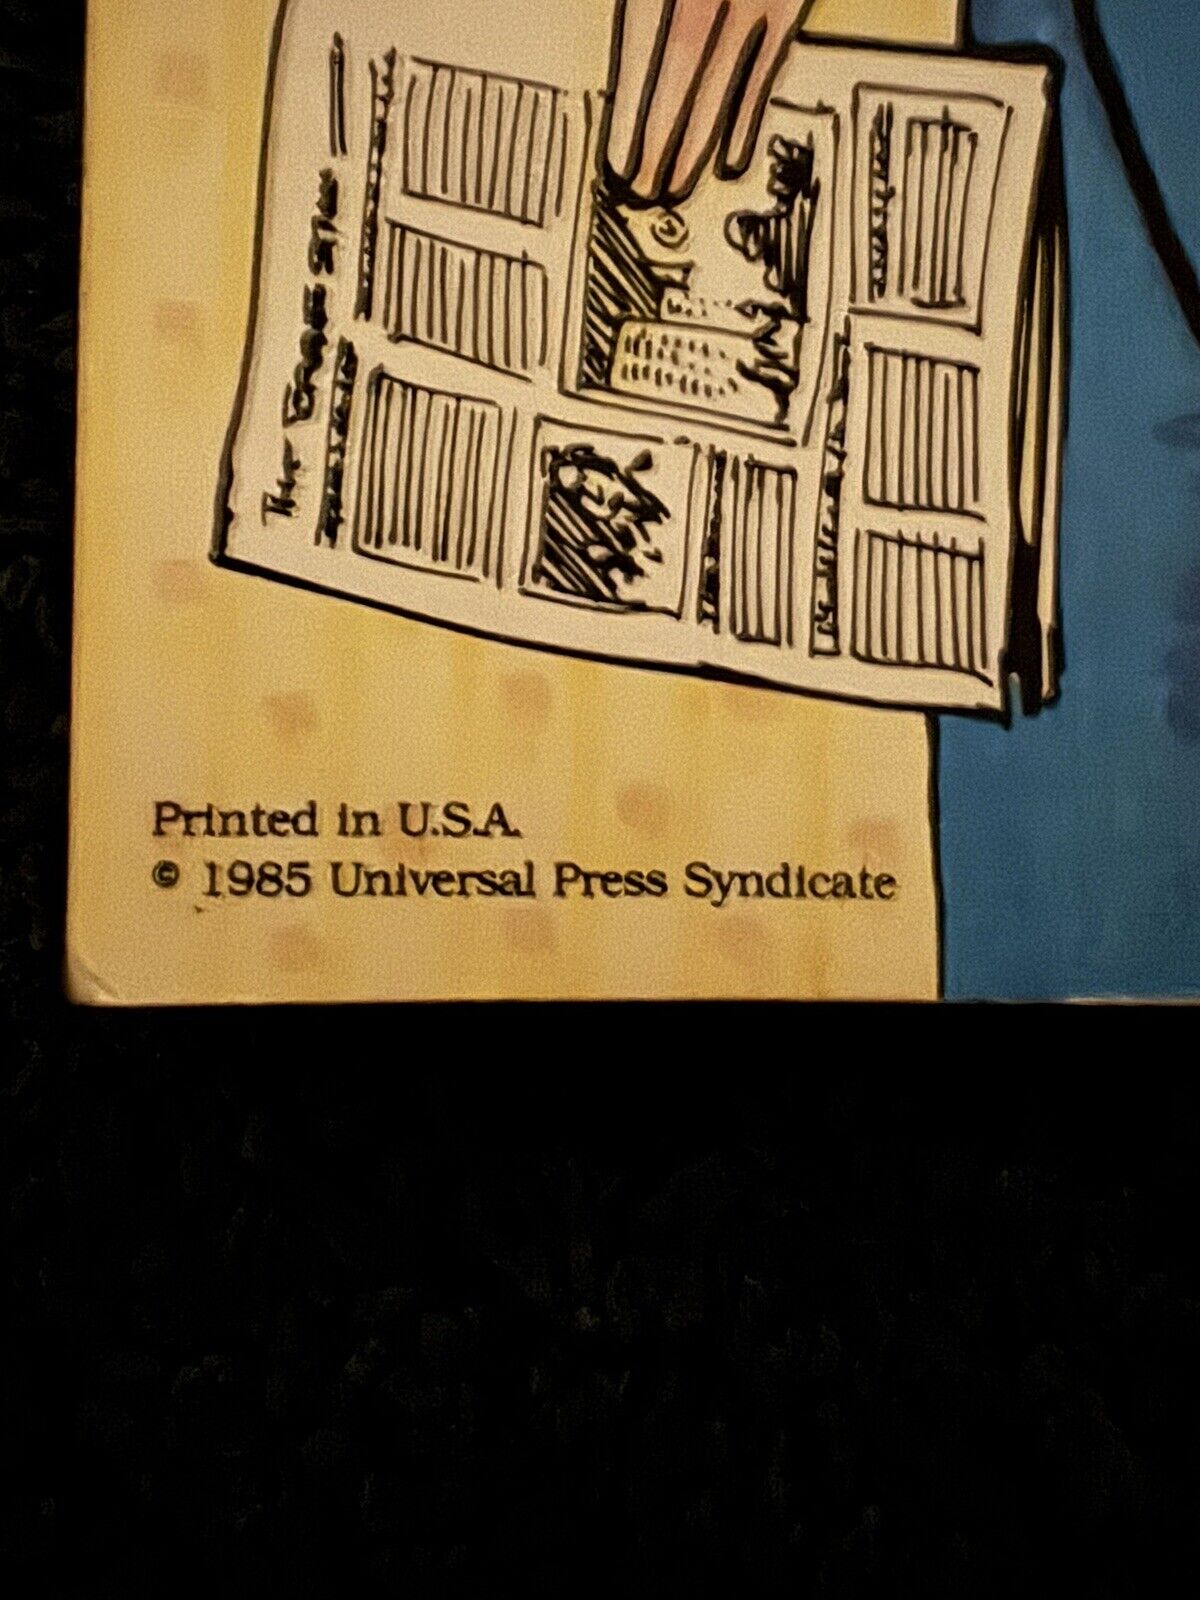 Printed in U.S.A.
© 1985 Universal Press Syndicate